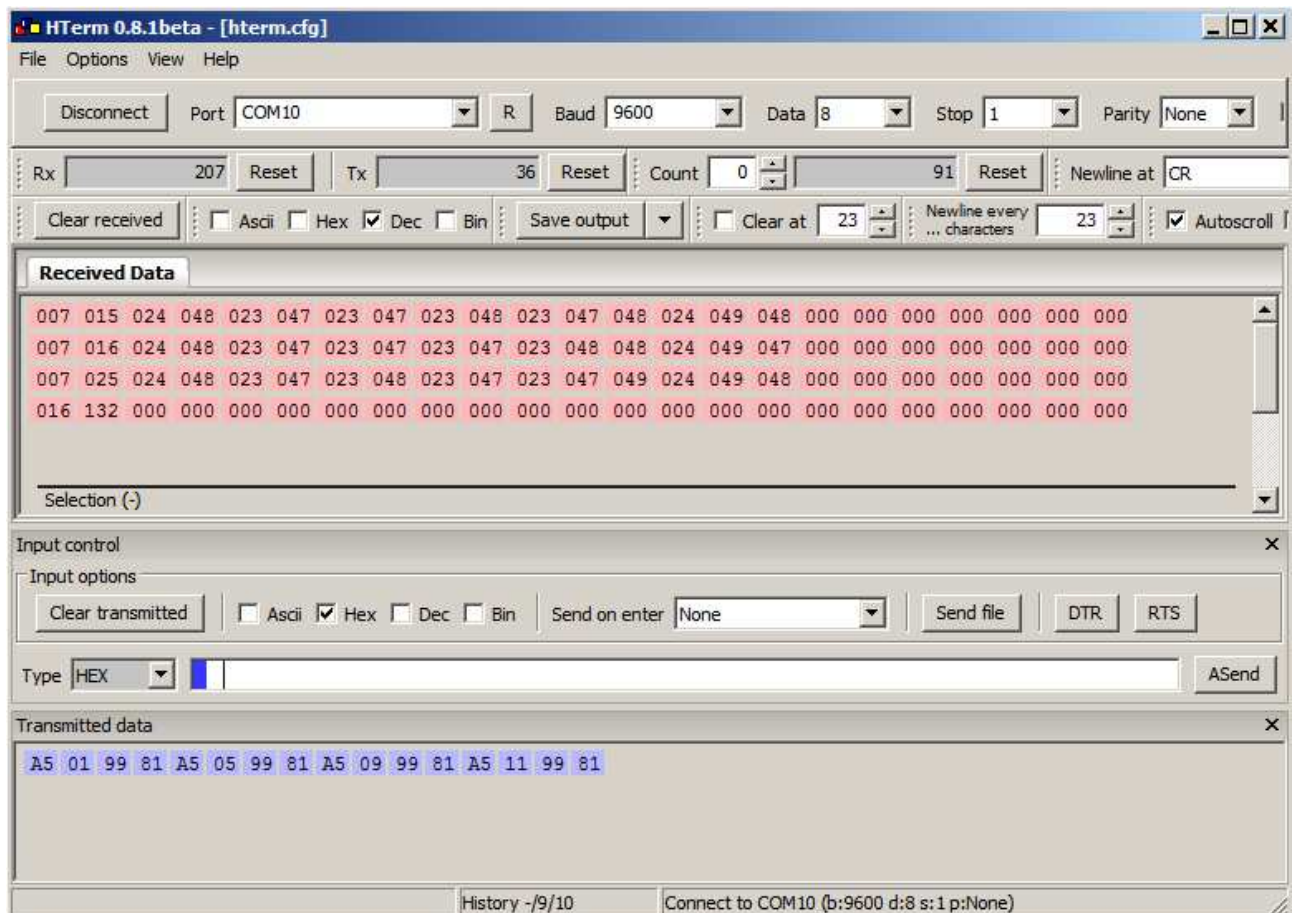 HTerm 0.8.1beta - [hterm.cfg]
File Options View Help
Disconnect Port COM10 R Baud 9600 Data 8 Stop 1 Parity None
Rx 207 Reset Tx 36 Reset Count 0 91 Reset Newline at CR
Clear received Ascii Hex Dec Bin Save output Clear at 23 Newline every ... characters 23 Autoscroll
Received Data
007 015 024 048 023 047 023 047 023 048 023 047 048 024 049 048 000 000 000 000 000 000 000
007 016 024 048 023 047 023 047 023 047 023 048 048 024 049 047 000 000 000 000 000 000 000
007 025 024 048 023 047 023 048 023 047 023 047 049 024 049 048 000 000 000 000 000 000 000
016 132 000 000 000 000 000 000 000 000 000 000 000 000 000 000 000 000 000 000 000 000 000
Selection (-)
Input control
Input options
Clear transmitted Ascii Hex Dec Bin Send on enter None Send file DTR RTS
Type HEX ASend
Transmitted data
A5 01 99 81 A5 05 99 81 A5 09 99 81 A5 11 99 81
History -/9/10 Connect to COM10 (b:9600 d:8 s:1 p:None)